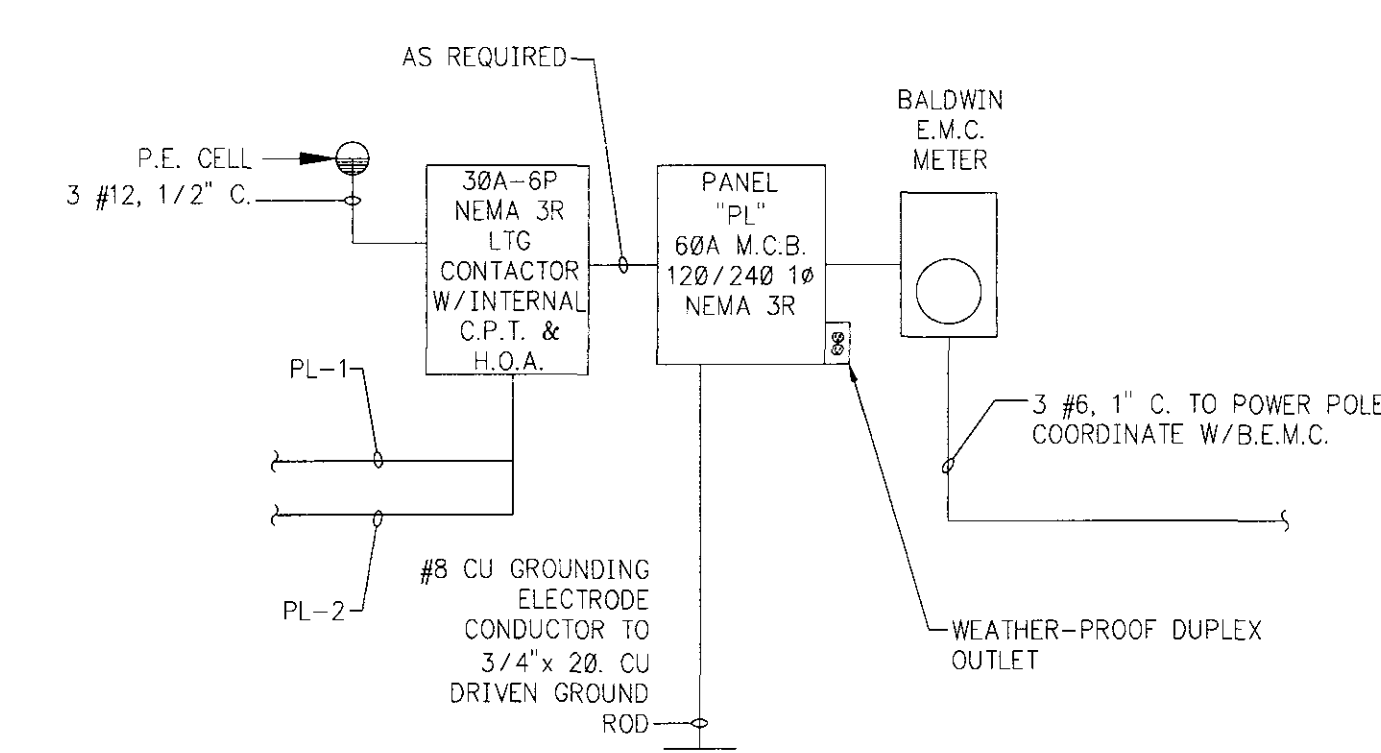 AS REQUIRED
BALDWIN
E.M.C.
METER
P.E. CELL
3 #12, 1/2" C.
30A-6P
NEMA 3R
LTG
CONTACTOR
W/INTERNAL
C.P.T. &
H.O.A.
PANEL
"PL"
60A M.C.B.
120/240 1Ø
NEMA 3R
PL-1
PL-2
3 #6, 1" C. TO POWER POLE
COORDINATE W/B.E.M.C.
#8 CU GROUNDING
ELECTRODE
CONDUCTOR TO
3/4"x 20. CU
DRIVEN GROUND
ROD
WEATHER-PROOF DUPLEX
OUTLET